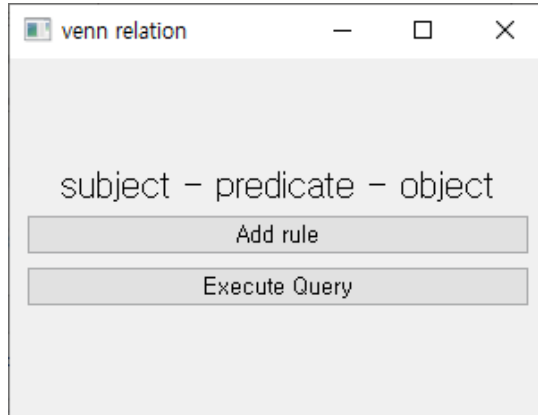 venn relation
subject - predicate - object
Add rule
Execute Query